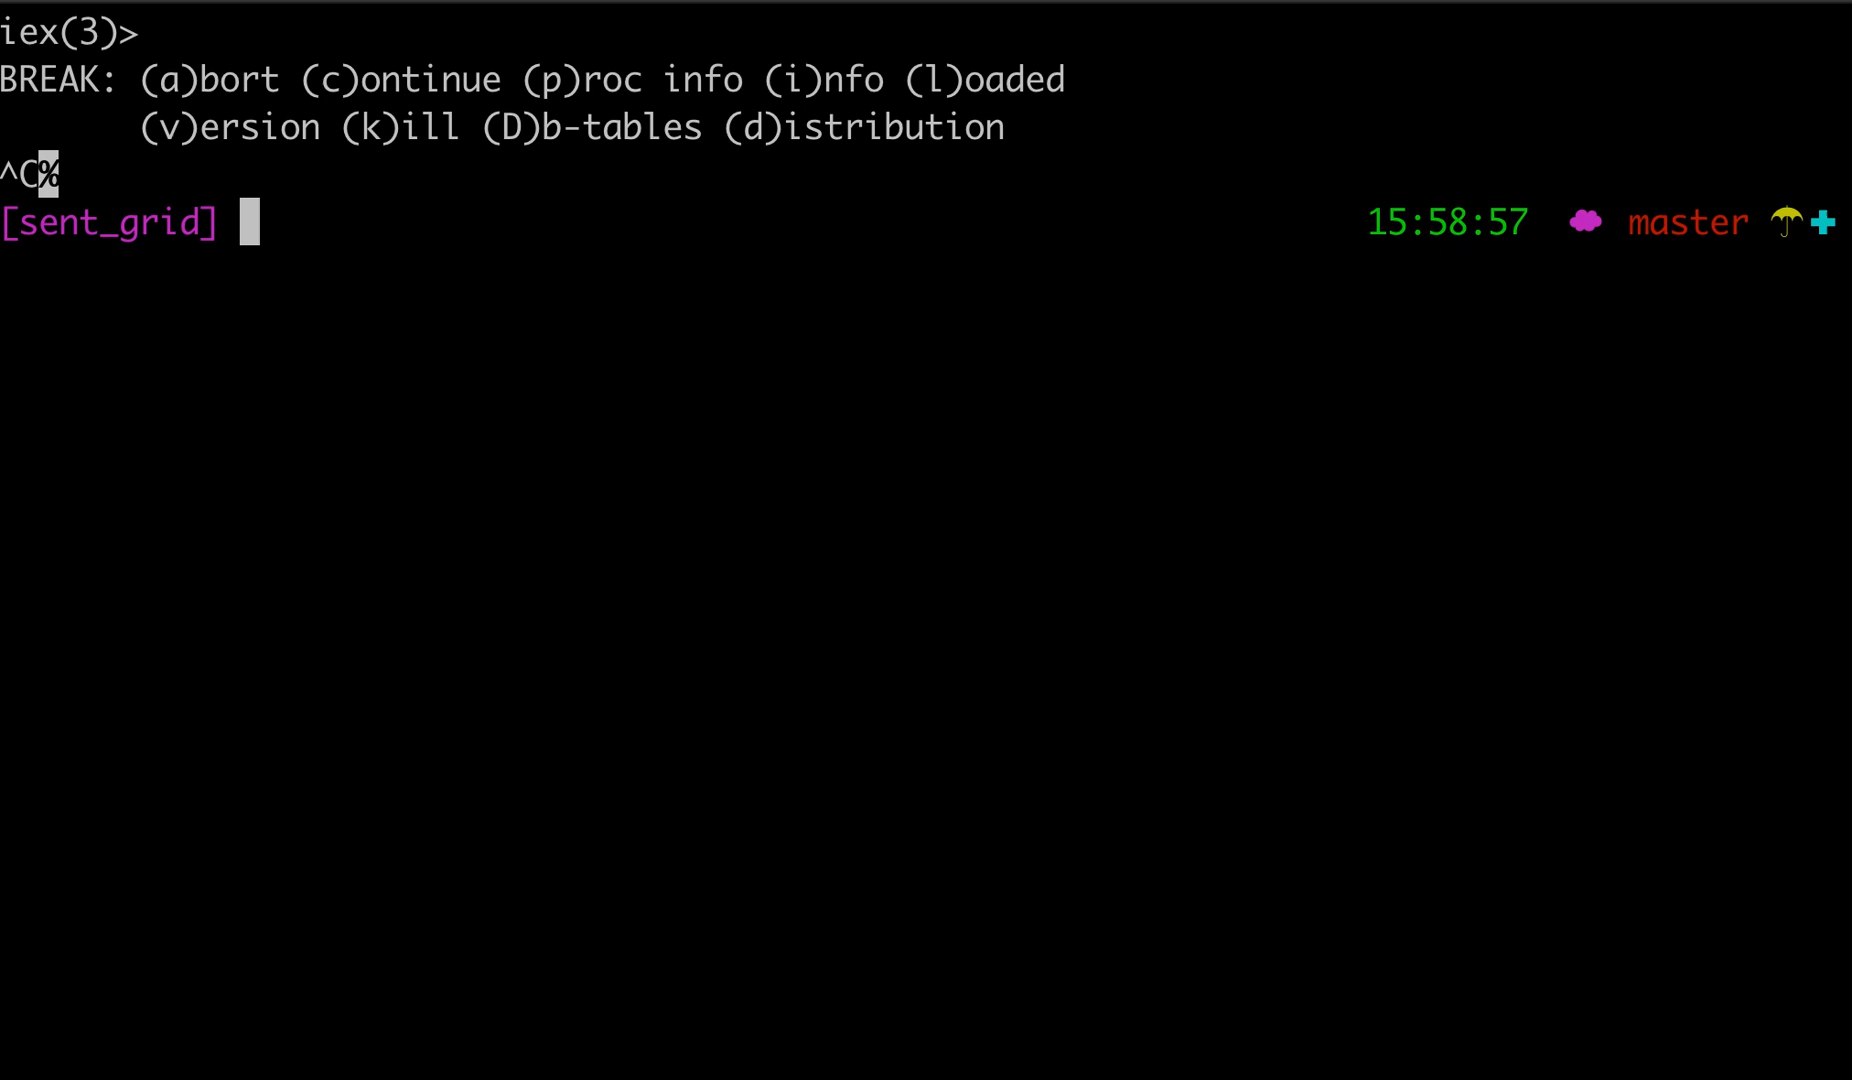 iex(3)>
BREAK: (a)bort (c)ontinue (p)roc info (i)nfo (l)oaded
       (v)ersion (k)ill (D)b-tables (d)istribution
^C%
[sent_grid] 15:58:57 master ☂✚